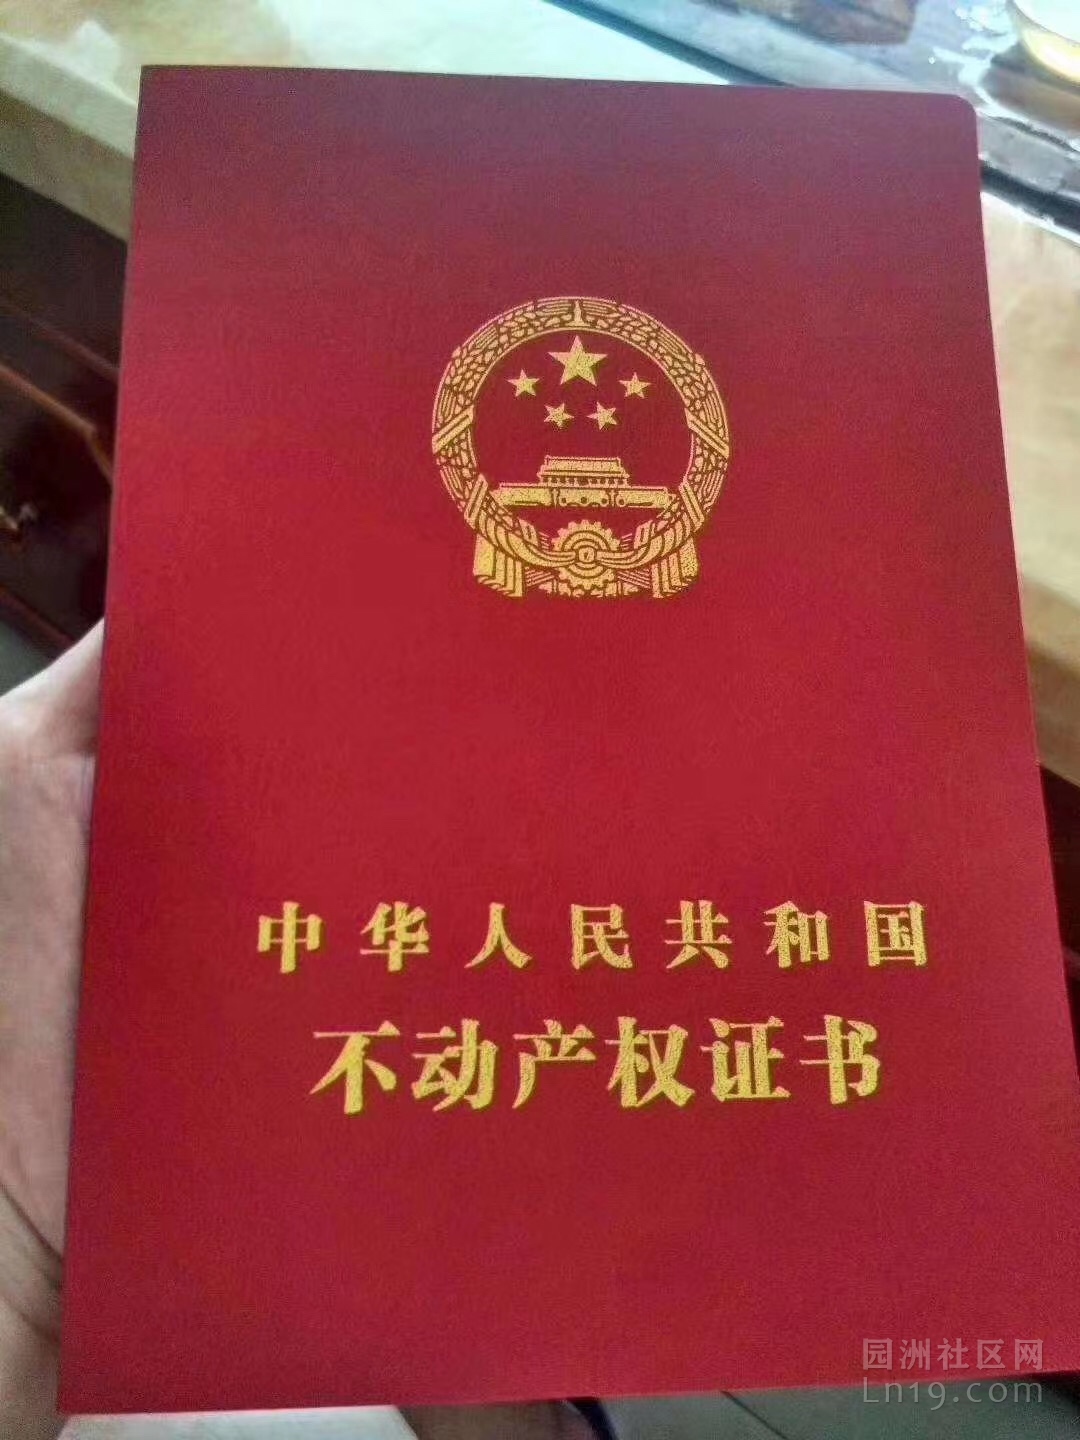 中华人民共和国
不动产权证书
园洲社区网
Ln19.com